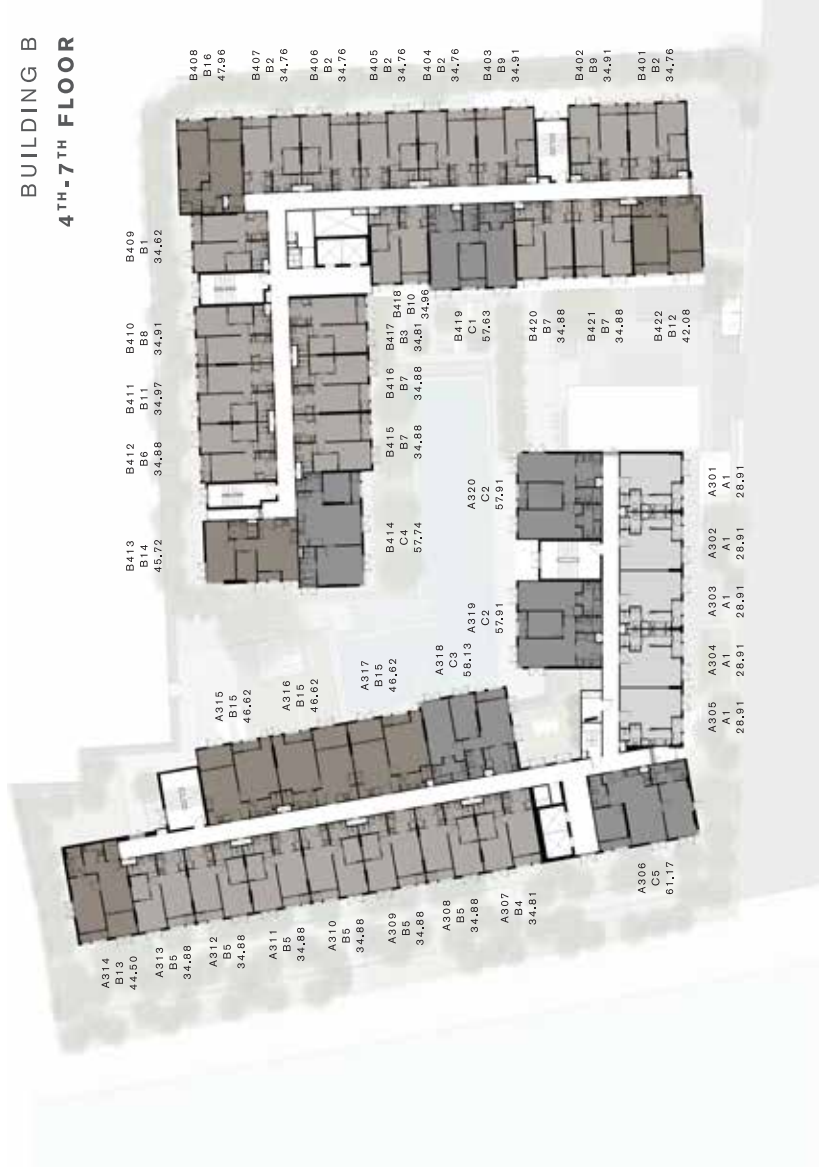 BUILDING B
4TH-7TH FLOOR
B408
B16
47.96
B407
B2
34.76
B406
B2
34.76
B405
B2
34.76
B404
B2
34.76
B403
B9
34.91
B402
B9
34.91
B401
B2
34.76
B409
B1
34.62
B410
B8
34.91
B411
B11
34.97
B412
B6
34.88
B413
B14
45.72
B418
B10
34.96
B417
B3
34.81
B416
B7
34.88
B415
B7
34.88
B414
C4
57.74
B419
C1
57.63
B420
B7
34.88
B421
B7
34.88
B422
B12
42.08
A320
C2
57.91
A319
C2
57.91
A318
C3
58.13
A317
B15
46.62
A316
B15
46.62
A315
B15
46.62
A301
A1
28.91
A302
A1
28.91
A303
A1
28.91
A304
A1
28.91
A305
A1
28.91
A306
C5
61.17
A307
B4
34.81
A308
B5
34.88
A309
B5
34.88
A310
B5
34.88
A311
B5
34.88
A312
B5
34.88
A313
B5
34.88
A314
B13
44.50